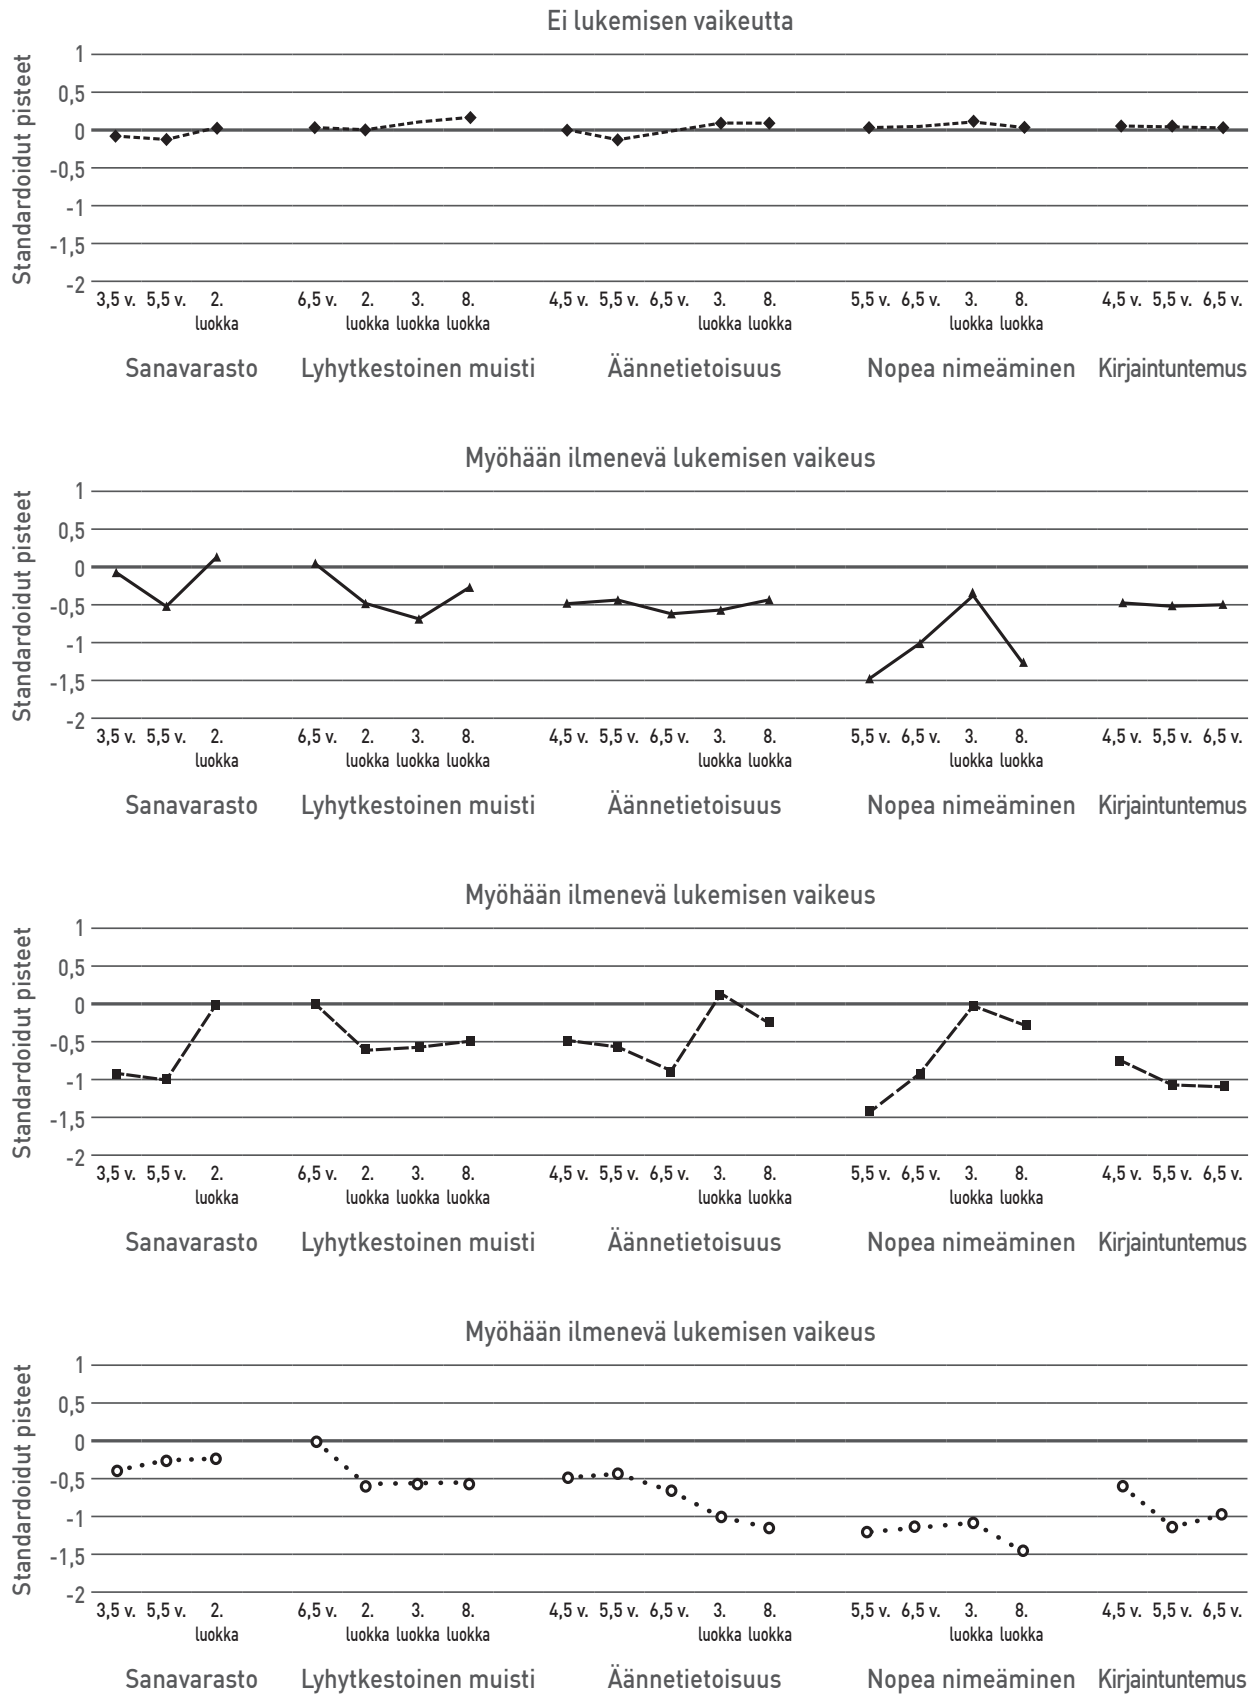 Ei lukemisen vaikeutta
Standardoidut pisteet
1
0,5
0
-0,5
-1
-1,5
-2
3,5 v. 5,5 v. 2. 6,5 v. 2. 3. 8. 4,5 v. 5,5 v. 6,5 v. 3. 8. 5,5 v. 6,5 v. 3. 8. 4,5 v. 5,5 v. 6,5 v.
luokka luokka luokka luokka luokka luokka luokka luokka
Sanavarasto Lyhytkestoinen muisti Äännetietoisuus Nopea nimeäminen Kirjaintuntemus
Myöhään ilmenevä lukemisen vaikeus
Standardoidut pisteet
1
0,5
0
-0,5
-1
-1,5
-2
3,5 v. 5,5 v. 2. 6,5 v. 2. 3. 8. 4,5 v. 5,5 v. 6,5 v. 3. 8. 5,5 v. 6,5 v. 3. 8. 4,5 v. 5,5 v. 6,5 v.
luokka luokka luokka luokka luokka luokka luokka luokka
Sanavarasto Lyhytkestoinen muisti Äännetietoisuus Nopea nimeäminen Kirjaintuntemus
Myöhään ilmenevä lukemisen vaikeus
Standardoidut pisteet
1
0,5
0
-0,5
-1
-1,5
-2
3,5 v. 5,5 v. 2. 6,5 v. 2. 3. 8. 4,5 v. 5,5 v. 6,5 v. 3. 8. 5,5 v. 6,5 v. 3. 8. 4,5 v. 5,5 v. 6,5 v.
luokka luokka luokka luokka luokka luokka luokka luokka
Sanavarasto Lyhytkestoinen muisti Äännetietoisuus Nopea nimeäminen Kirjaintuntemus
Myöhään ilmenevä lukemisen vaikeus
Standardoidut pisteet
1
0,5
0
-0,5
-1
-1,5
-2
3,5 v. 5,5 v. 2. 6,5 v. 2. 3. 8. 4,5 v. 5,5 v. 6,5 v. 3. 8. 5,5 v. 6,5 v. 3. 8. 4,5 v. 5,5 v. 6,5 v.
luokka luokka luokka luokka luokka luokka luokka luokka
Sanavarasto Lyhytkestoinen muisti Äännetietoisuus Nopea nimeäminen Kirjaintuntemus